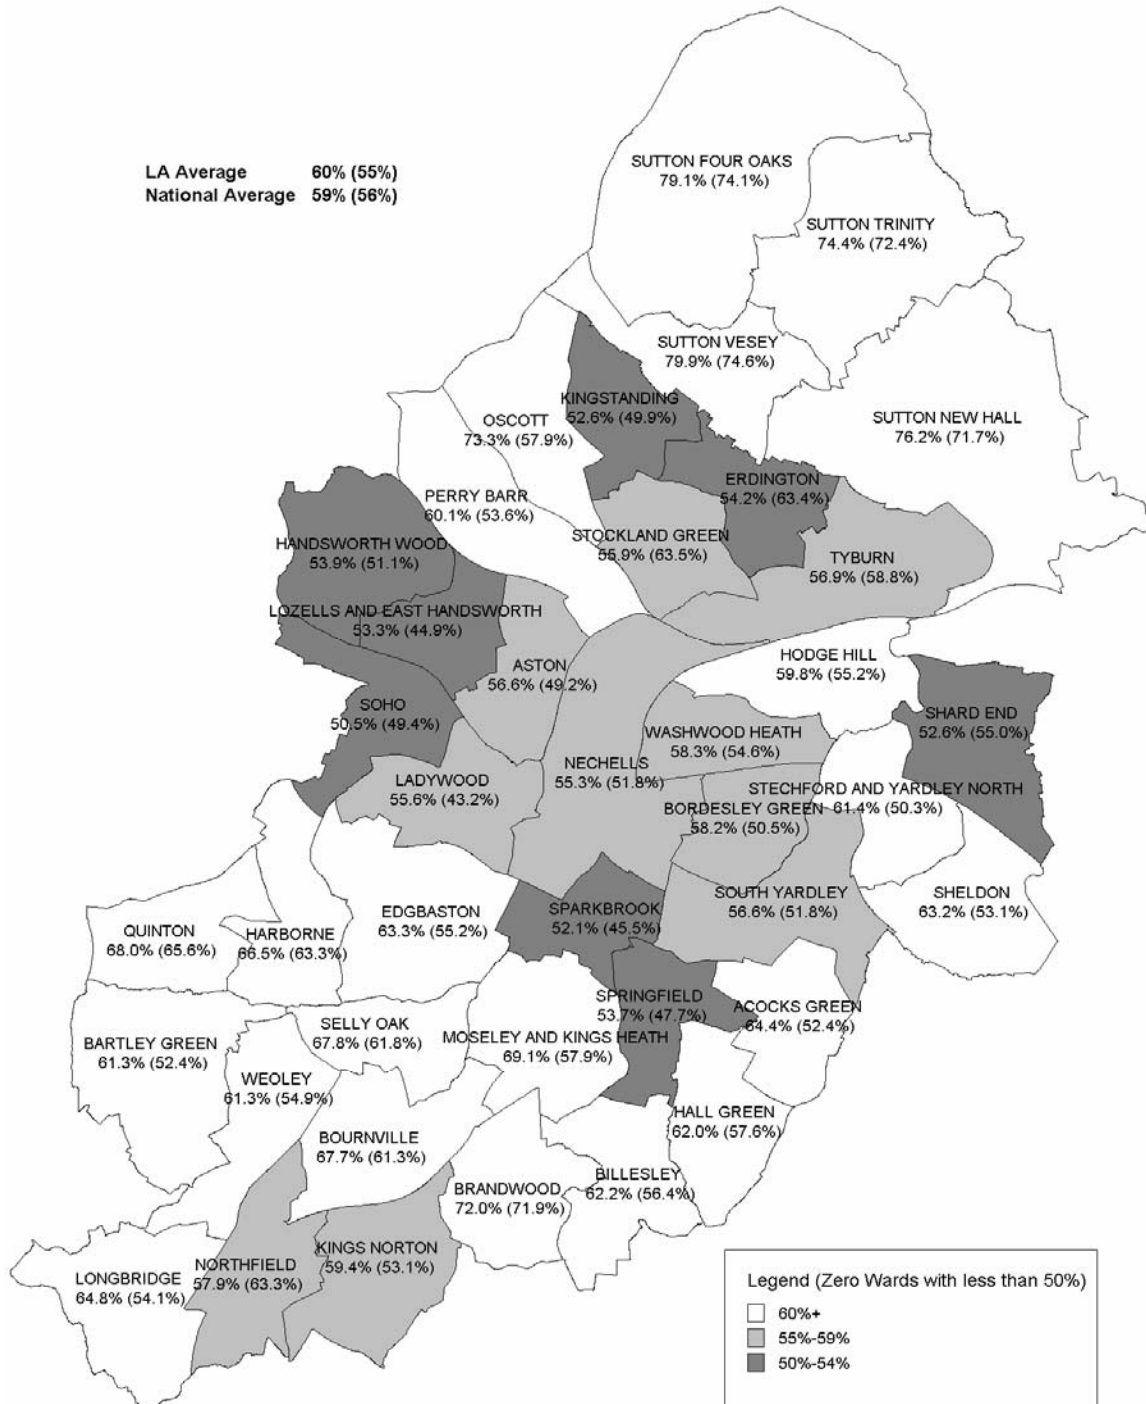 LA Average 60% (55%)
National Average 59% (56%)
SUTTON FOUR OAKS
79.1% (74.1%)
SUTTON TRINITY
74.4% (72.4%)
SUTTON VESEY
79.9% (74.6%)
KINGSTANDING
52.6% (49.9%)
SUTTON NEW HALL
76.2% (71.7%)
OSCOTT
73.3% (57.9%)
ERDINGTON
54.2% (63.4%)
PERRY BARR
60.1% (53.6%)
STOCKLAND GREEN
55.9% (63.5%)
HANDSWORTH WOOD
53.9% (51.1%)
TYBURN
56.9% (58.8%)
LOZELLS AND EAST HANDSWORTH
53.3% (44.9%)
HODGE HILL
59.8% (55.2%)
ASTON
56.6% (49.2%)
SOHO
50.5% (49.4%)
SHARD END
52.6% (55.0%)
WASHWOOD HEATH
58.3% (54.6%)
NECHELLS
55.3% (51.8%)
LADYWOOD
55.6% (43.2%)
STECHFORD AND YARDLEY NORTH
61.4% (50.3%)
BORDESLEY GREEN
58.2% (50.5%)
SOUTH YARDLEY
56.6% (51.8%)
SHELDON
63.2% (53.1%)
SPARKBROOK
52.1% (45.5%)
EDGBASTON
63.3% (55.2%)
QUINTON
68.0% (65.6%)
HARBORNE
66.5% (63.3%)
SPRINGFIELD
53.7% (47.7%)
ACOCKS GREEN
64.4% (52.4%)
SELLY OAK
67.8% (61.8%)
MOSELEY AND KINGS HEATH
69.1% (57.9%)
BARTLEY GREEN
61.3% (52.4%)
WEOLEY
61.3% (54.9%)
HALL GREEN
62.0% (57.6%)
BOURNVILLE
67.7% (61.3%)
BILLESLEY
62.2% (56.4%)
BRANDWOOD
72.0% (71.9%)
KINGS NORTON
59.4% (53.1%)
NORTHFIELD
57.9% (63.3%)
LONGBRIDGE
64.8% (54.1%)
Legend (Zero Wards with less than 50%)
60%+
55%-59%
50%-54%